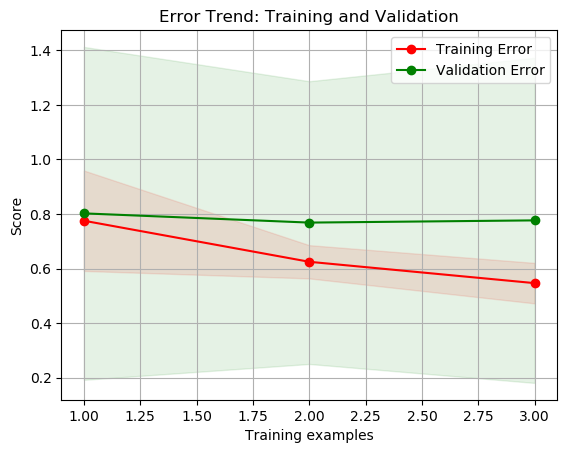 Error Trend: Training and Validation
Training Error
Validation Error
Score
1.4
1.2
1.0
0.8
0.6
0.4
0.2
1.00 1.25 1.50 1.75 2.00 2.25 2.50 2.75 3.00
Training examples